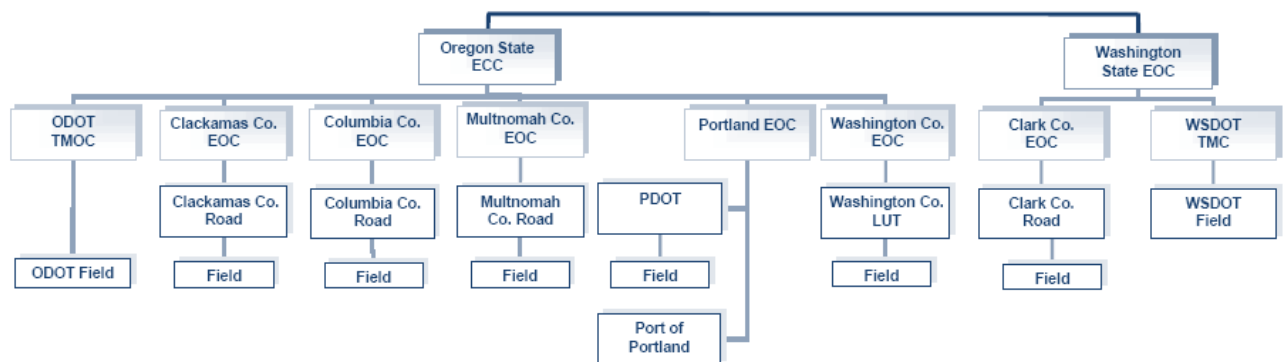 Oregon State
ECC
Washington
State EOC
ODOT
TMOC
Clackamas Co.
EOC
Columbia Co.
EOC
Multnomah Co.
EOC
Portland EOC
Washington Co.
EOC
Clark Co.
EOC
WSDOT
TMC
Clackamas Co.
Road
Columbia Co.
Road
Multnomah
Co. Road
PDOT
Washington Co.
LUT
Clark Co.
Road
WSDOT
Field
ODOT Field
Field
Field
Field
Field
Field
Field
Port of
Portland